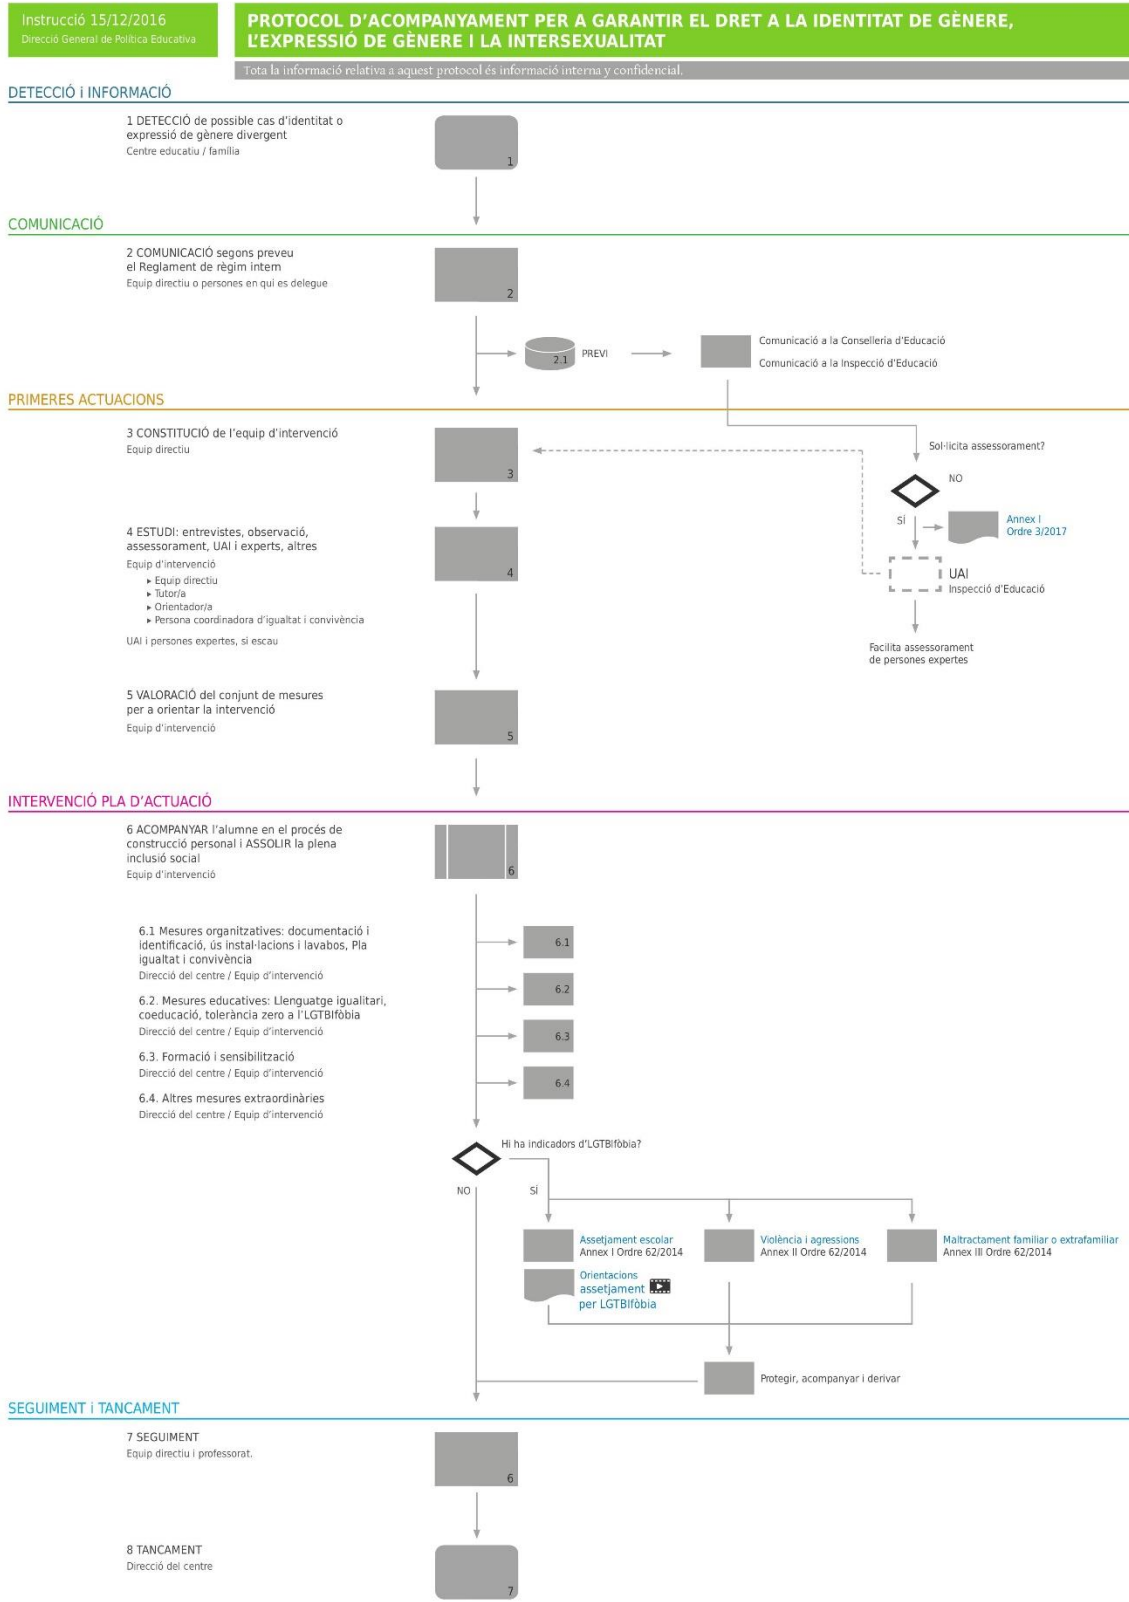 Instrucció 15/12/2016
Direcció General de Política Educativa
PROTOCOL D'ACOMPANYAMENT PER A GARANTIR EL DRET A LA IDENTITAT DE GÈNERE,
L'EXPRESSIÓ DE GÈNERE I LA INTERSEXUALITAT
Tota la informació relativa a aquest protocol és informació interna y confidencial.
DETECCIÓ i INFORMACIÓ
1 DETECCIÓ de possible cas d'identitat o
expressió de gènere divergent
Centre educatiu / família
1
COMUNICACIÓ
2 COMUNICACIÓ segons preveu
el Reglament de règim intern
Equip directiu o persones en qui es delegue
2
2.1
PREVI
Comunicació a la Conselleria d'Educació
Comunicació a la Inspecció d'Educació
PRIMERES ACTUACIONS
3 CONSTITUCIÓ de l'equip d'intervenció
Equip directiu
3
Sol·licita assessorament?
NO
SÍ
Annex I
Ordre 3/2017
UAI
Inspecció d'Educació
Facilita assessorament
de persones expertes
4 ESTUDI: entrevistes, observació,
assessorament, UAI i experts, altres
Equip d'intervenció
▸ Equip directiu
▸ Tutor/a
▸ Orientador/a
▸ Persona coordinadora d'igualtat i convivència
UAI i persones expertes, si escau
4
5 VALORACIÓ del conjunt de mesures
per a orientar la intervenció
Equip d'intervenció
5
INTERVENCIÓ PLA D'ACTUACIÓ
6 ACOMPANYAR l'alumne en el procés de
construcció personal i ASSOLIR la plena
inclusió social
Equip d'intervenció
6
6.1 Mesures organitzatives: documentació i
identificació, ús instal·lacions i lavabos, Pla
igualtat i convivència
Direcció del centre / Equip d'intervenció
6.1
6.2. Mesures educatives: Llenguatge igualitari,
coeducació, tolerància zero a l'LGTBIfòbia
Direcció del centre / Equip d'intervenció
6.2
6.3. Formació i sensibilització
Direcció del centre / Equip d'intervenció
6.3
6.4. Altres mesures extraordinàries
Direcció del centre / Equip d'intervenció
6.4
Hi ha indicadors d'LGTBIfòbia?
NO
SÍ
Assetjament escolar
Annex I Ordre 62/2014
Violència i agressions
Annex II Ordre 62/2014
Maltractament familiar o extrafamiliar
Annex III Ordre 62/2014
Orientacions
assetjament
per LGTBIfòbia
Protegir, acompanyar i derivar
SEGUIMENT i TANCAMENT
7 SEGUIMENT
Equip directiu i professorat.
6
8 TANCAMENT
Direcció del centre
7